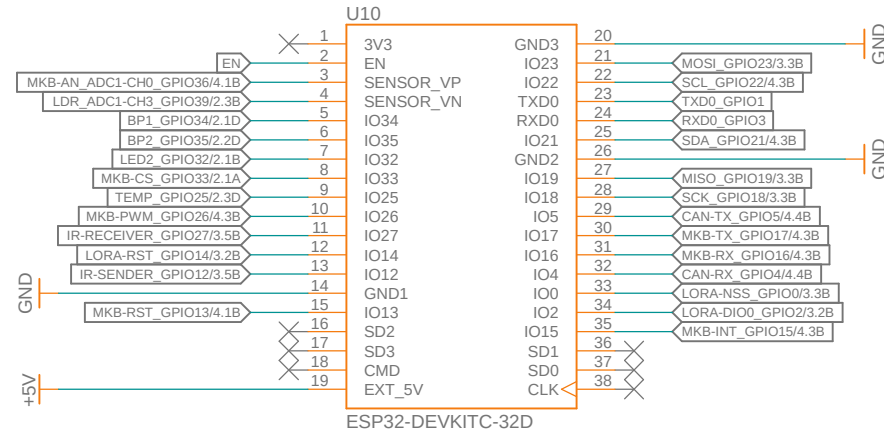 U10
1 3V3 GND3 20 GND
EN 2 EN IO23 21 MOSI_GPIO23/3.3B
MKB-AN_ADC1-CH0_GPIO36/4.1B 3 SENSOR_VP IO22 22 SCL_GPIO22/4.3B
LDR_ADC1-CH3_GPIO39/2.3B 4 SENSOR_VN TXD0 23 TXD0_GPIO1
BP1_GPIO34/2.1D 5 IO34 RXD0 24 RXD0_GPIO3
BP2_GPIO35/2.2D 6 IO35 IO21 25 SDA_GPIO21/4.3B
LED2_GPIO32/2.1B 7 IO32 GND2 26 GND
MKB-CS_GPIO33/2.1A 8 IO33 IO19 27 MISO_GPIO19/3.3B
TEMP_GPIO25/2.3D 9 IO25 IO18 28 SCK_GPIO18/3.3B
MKB-PWM_GPIO26/4.3B 10 IO26 IO5 29 CAN-TX_GPIO5/4.4B
IR-RECEIVER_GPIO27/3.5B 11 IO27 IO17 30 MKB-TX_GPIO17/4.3B
LORA-RST_GPIO14/3.2B 12 IO14 IO16 31 MKB-RX_GPIO16/4.3B
IR-SENDER_GPIO12/3.5B 13 IO12 IO4 32 CAN-RX_GPIO4/4.4B
GND 14 GND1 IO0 33 LORA-NSS_GPIO0/3.3B
MKB-RST_GPIO13/4.1B 15 IO13 IO2 34 LORA-DIO0_GPIO2/3.2B
16 SD2 IO15 35 MKB-INT_GPIO15/4.3B
17 SD3 SD1 36
18 CMD SD0 37
+5V 19 EXT_5V CLK 38
ESP32-DEVKITC-32D